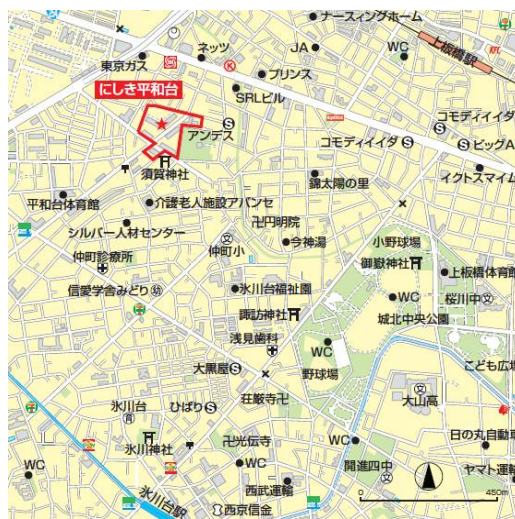 ナーシングホーム
ネッツ
JA
WC
上板橋駅
東京ガス
プリンス
にしき平和台
SRLビル
アンデス
コモディイイダ
コモディイイダ
ビッグA
須賀神社
錦太陽の里
イクトスマイム
平和台体育館
介護老人施設アバンセ
卍円明院
シルバー人材センター
仲町小
今神湯
小野球場
仲町診療所
御嶽神社
上板橋体育館
信愛学舎みどり
氷川台福祉園
WC
桜川中
諏訪神社
城北中央公園
浅見歯科
WC
こども広場
大黒屋
野球場
大山高
氷川台
ひばり
荘厳寺卍
氷川神社
卍光伝寺
WC
日の丸自動車
WC
WC
開進四中
ヤマト運輸
西武運輸
氷川台駅
西京信金
0
450m